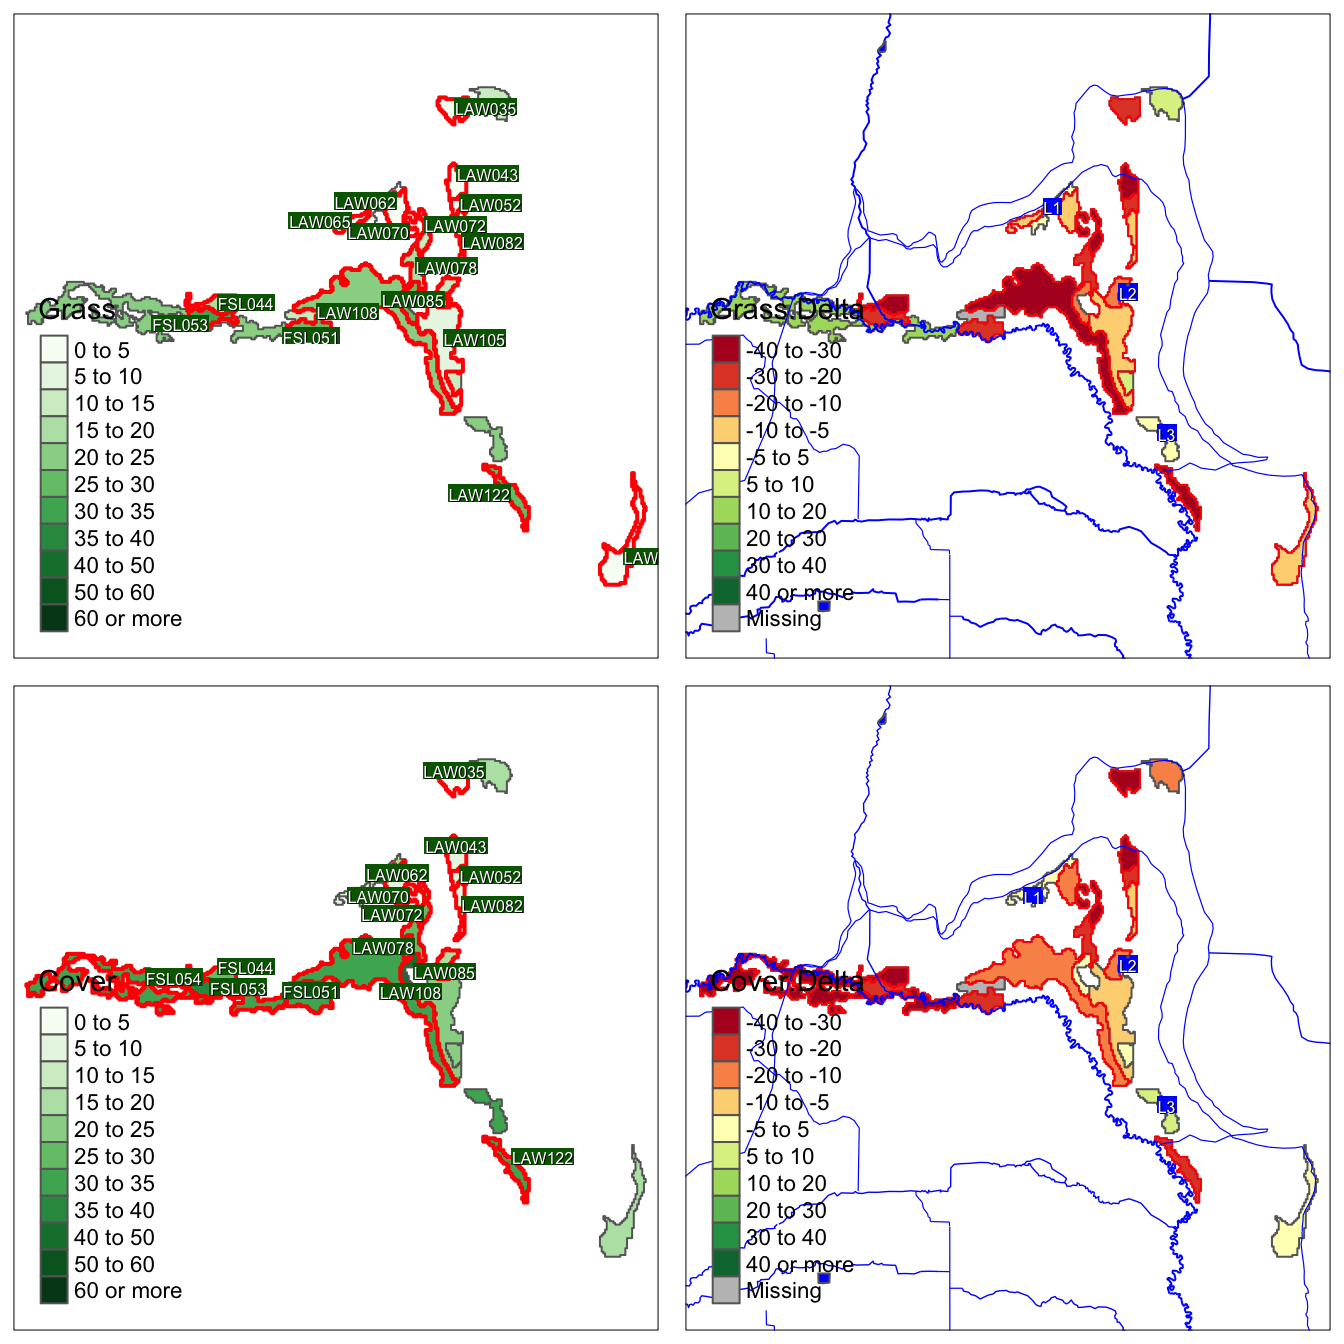 LAW035
LAW043
LAW062
LAW052
LAW065
LAW072
LAW070
LAW082
LAW078
Grass
FSL044
LAW085
LAW108
FSL053
FSL051
LAW105
0 to 5
5 to 10
10 to 15
15 to 20
20 to 25
25 to 30
30 to 35
35 to 40
40 to 50
50 to 60
60 or more
LAW122
LAW
L1
L2
Grass.Delta
-40 to -30
-30 to -20
-20 to -10
-10 to -5
-5 to 5
5 to 10
10 to 20
20 to 30
30 to 40
40 or more
Missing
L3
LAW035
LAW043
LAW062
LAW052
LAW070
LAW082
LAW072
LAW078
FSL044
LAW085
FSL054
Cover
FSL053
FSL051
LAW108
0 to 5
5 to 10
10 to 15
15 to 20
20 to 25
25 to 30
30 to 35
35 to 40
40 to 50
50 to 60
60 or more
LAW122
L1
L2
Cover.Delta
-40 to -30
-30 to -20
-20 to -10
-10 to -5
-5 to 5
5 to 10
10 to 20
20 to 30
30 to 40
40 or more
Missing
L3